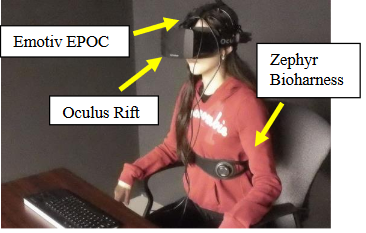 Emotiv EPOC
Zephyr
Bioharness
Oculus Rift